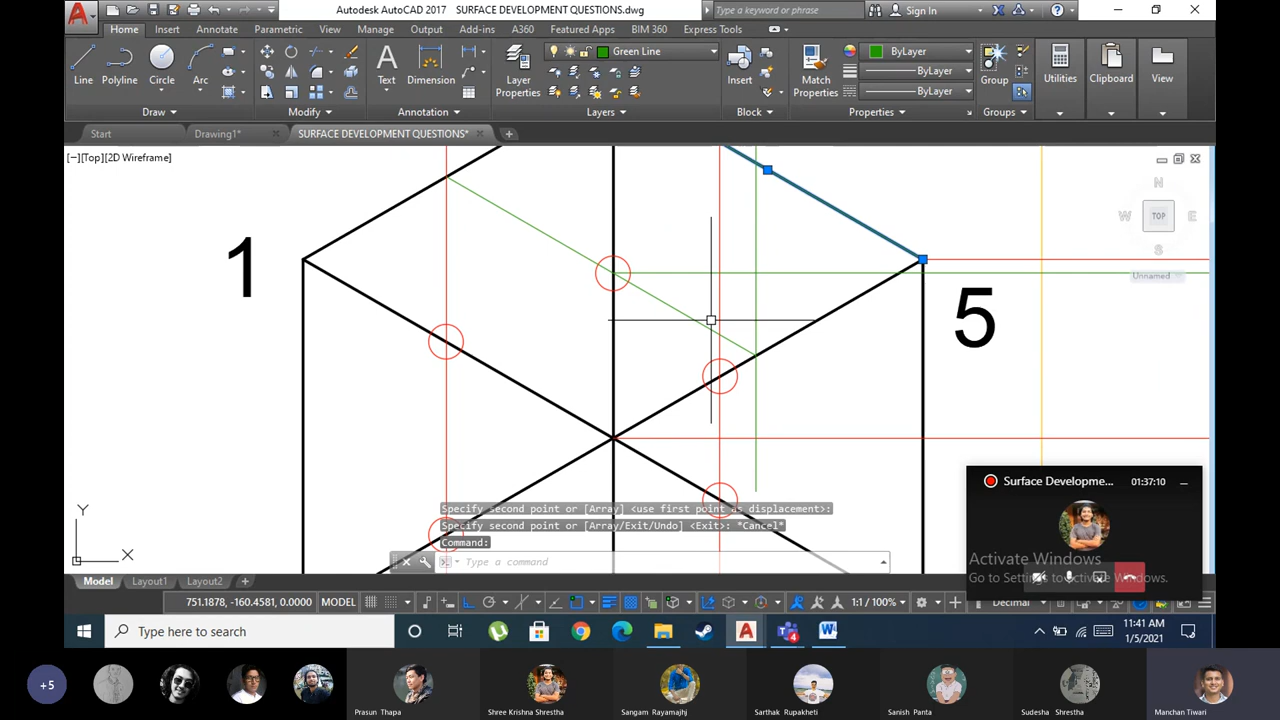 Autodesk AutoCAD 2017 SURFACE DEVELOPMENT QUESTIONS.dwg
Type a keyword or phrase
Sign In
Home Insert Annotate Parametric View Manage Output Add-ins A360 Featured Apps BIM 360 Express Tools
Line Polyline Circle Arc
Text Dimension
Layer Properties
Green Line
Insert
Match Properties
ByLayer
ByLayer
ByLayer
Group
Utilities
Clipboard
View
Draw Modify Annotation Layers Block Properties Groups
Start Drawing1* SURFACE DEVELOPMENT QUESTIONS*
[−][Top][2D Wireframe]
N
W TOP E
S
Unnamed
1
5
Y
X
Specify second point or [Array] <use first point as displacement>:
Specify second point or [Array/Exit/Undo] <Exit>: *Cancel*
Command:
Type a command
Surface Developme... 01:37:10
Activate Windows
Go to Settings to activate Windows.
Model Layout1 Layout2
751.1878, -160.4581, 0.0000 MODEL
1:1 / 100%
Decimal
Type here to search
11:41 AM
1/5/2021
+5
Prasun Thapa
Shree Krishna Shrestha
Sangam Rayamajhj
Sarthak Rupakheti
Sanish Panta
Sudesha Shrestha
Manchan Tiwari